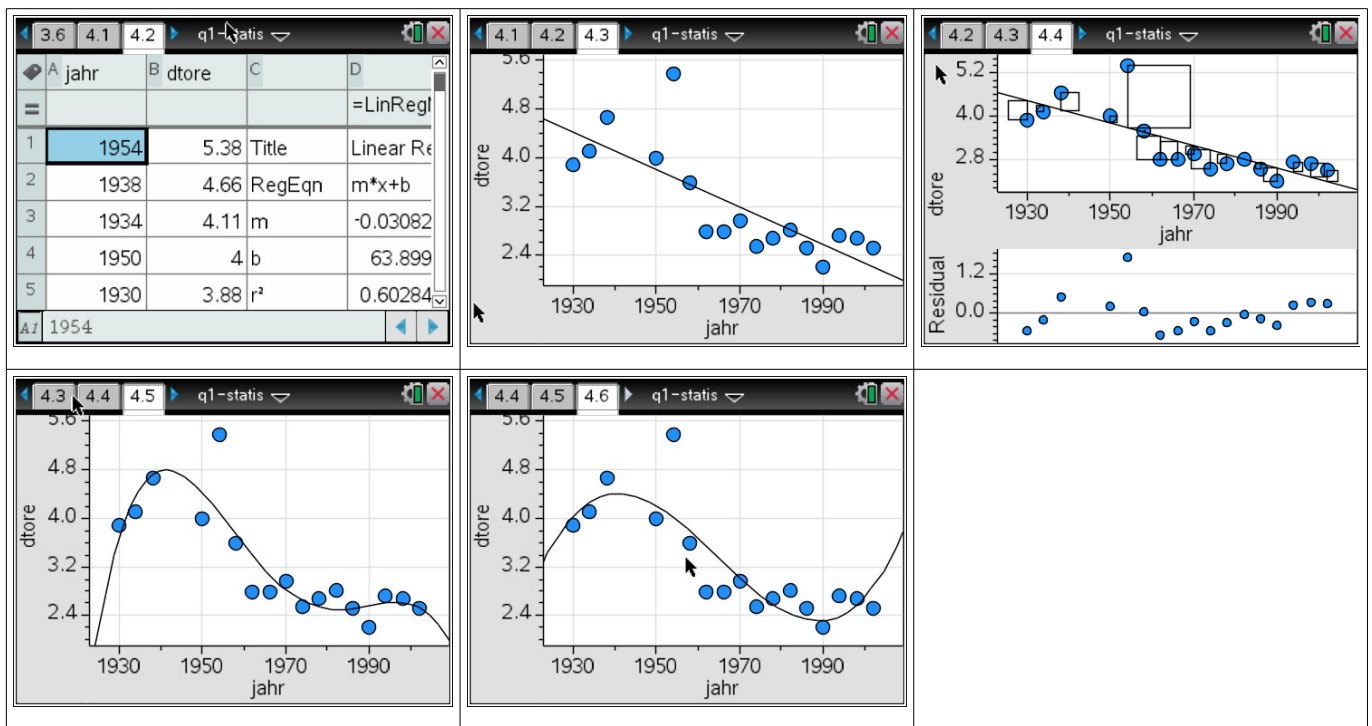 3.6 4.1 4.2 q1-statis
A jahr B dtore C D
= =LinRegM
1 1954 5.38 Title Linear Re
2 1938 4.66 RegEqn m*x+b
3 1934 4.11 m -0.03082
4 1950 4 b 63.899
5 1930 3.88 r² 0.60284
A1 1954
4.1 4.2 4.3 q1-statis
5.6
4.8
4.0
3.2
2.4
dtore
1930 1950 1970 1990
jahr
4.2 4.3 4.4 q1-statis
5.2
4.0
2.8
dtore
1930 1950 1970 1990
jahr
1.2
0.0
Residual
4.3 4.4 4.5 q1-statis
5.6
4.8
4.0
3.2
2.4
dtore
1930 1950 1970 1990
jahr
4.4 4.5 4.6 q1-statis
5.6
4.8
4.0
3.2
2.4
dtore
1930 1950 1970 1990
jahr